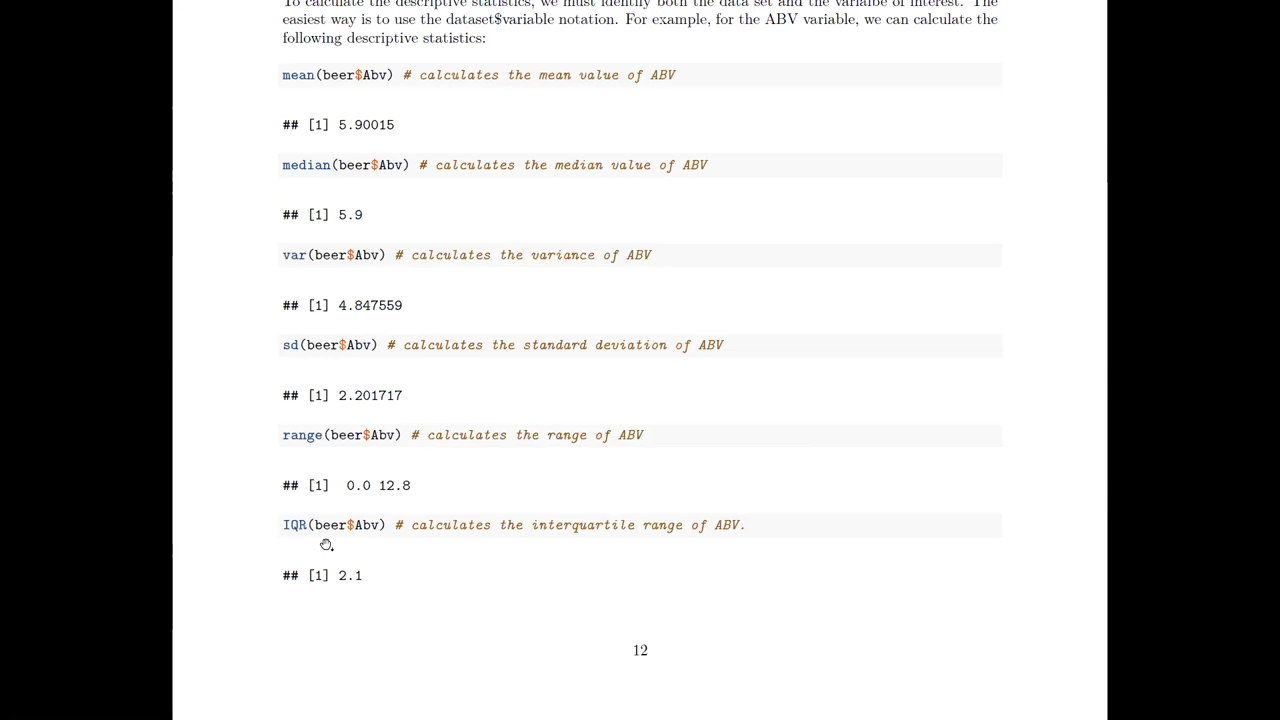 To calculate the descriptive statistics, we must identify both the data set and the variable of interest. The
easiest way is to use the dataset$variable notation. For example, for the ABV variable, we can calculate the
following descriptive statistics:
mean(beer$Abv) # calculates the mean value of ABV
## [1] 5.90015
median(beer$Abv) # calculates the median value of ABV
## [1] 5.9
var(beer$Abv) # calculates the variance of ABV
## [1] 4.847559
sd(beer$Abv) # calculates the standard deviation of ABV
## [1] 2.201717
range(beer$Abv) # calculates the range of ABV
## [1] 0.0 12.8
IQR(beer$Abv) # calculates the interquartile range of ABV.
## [1] 2.1
12